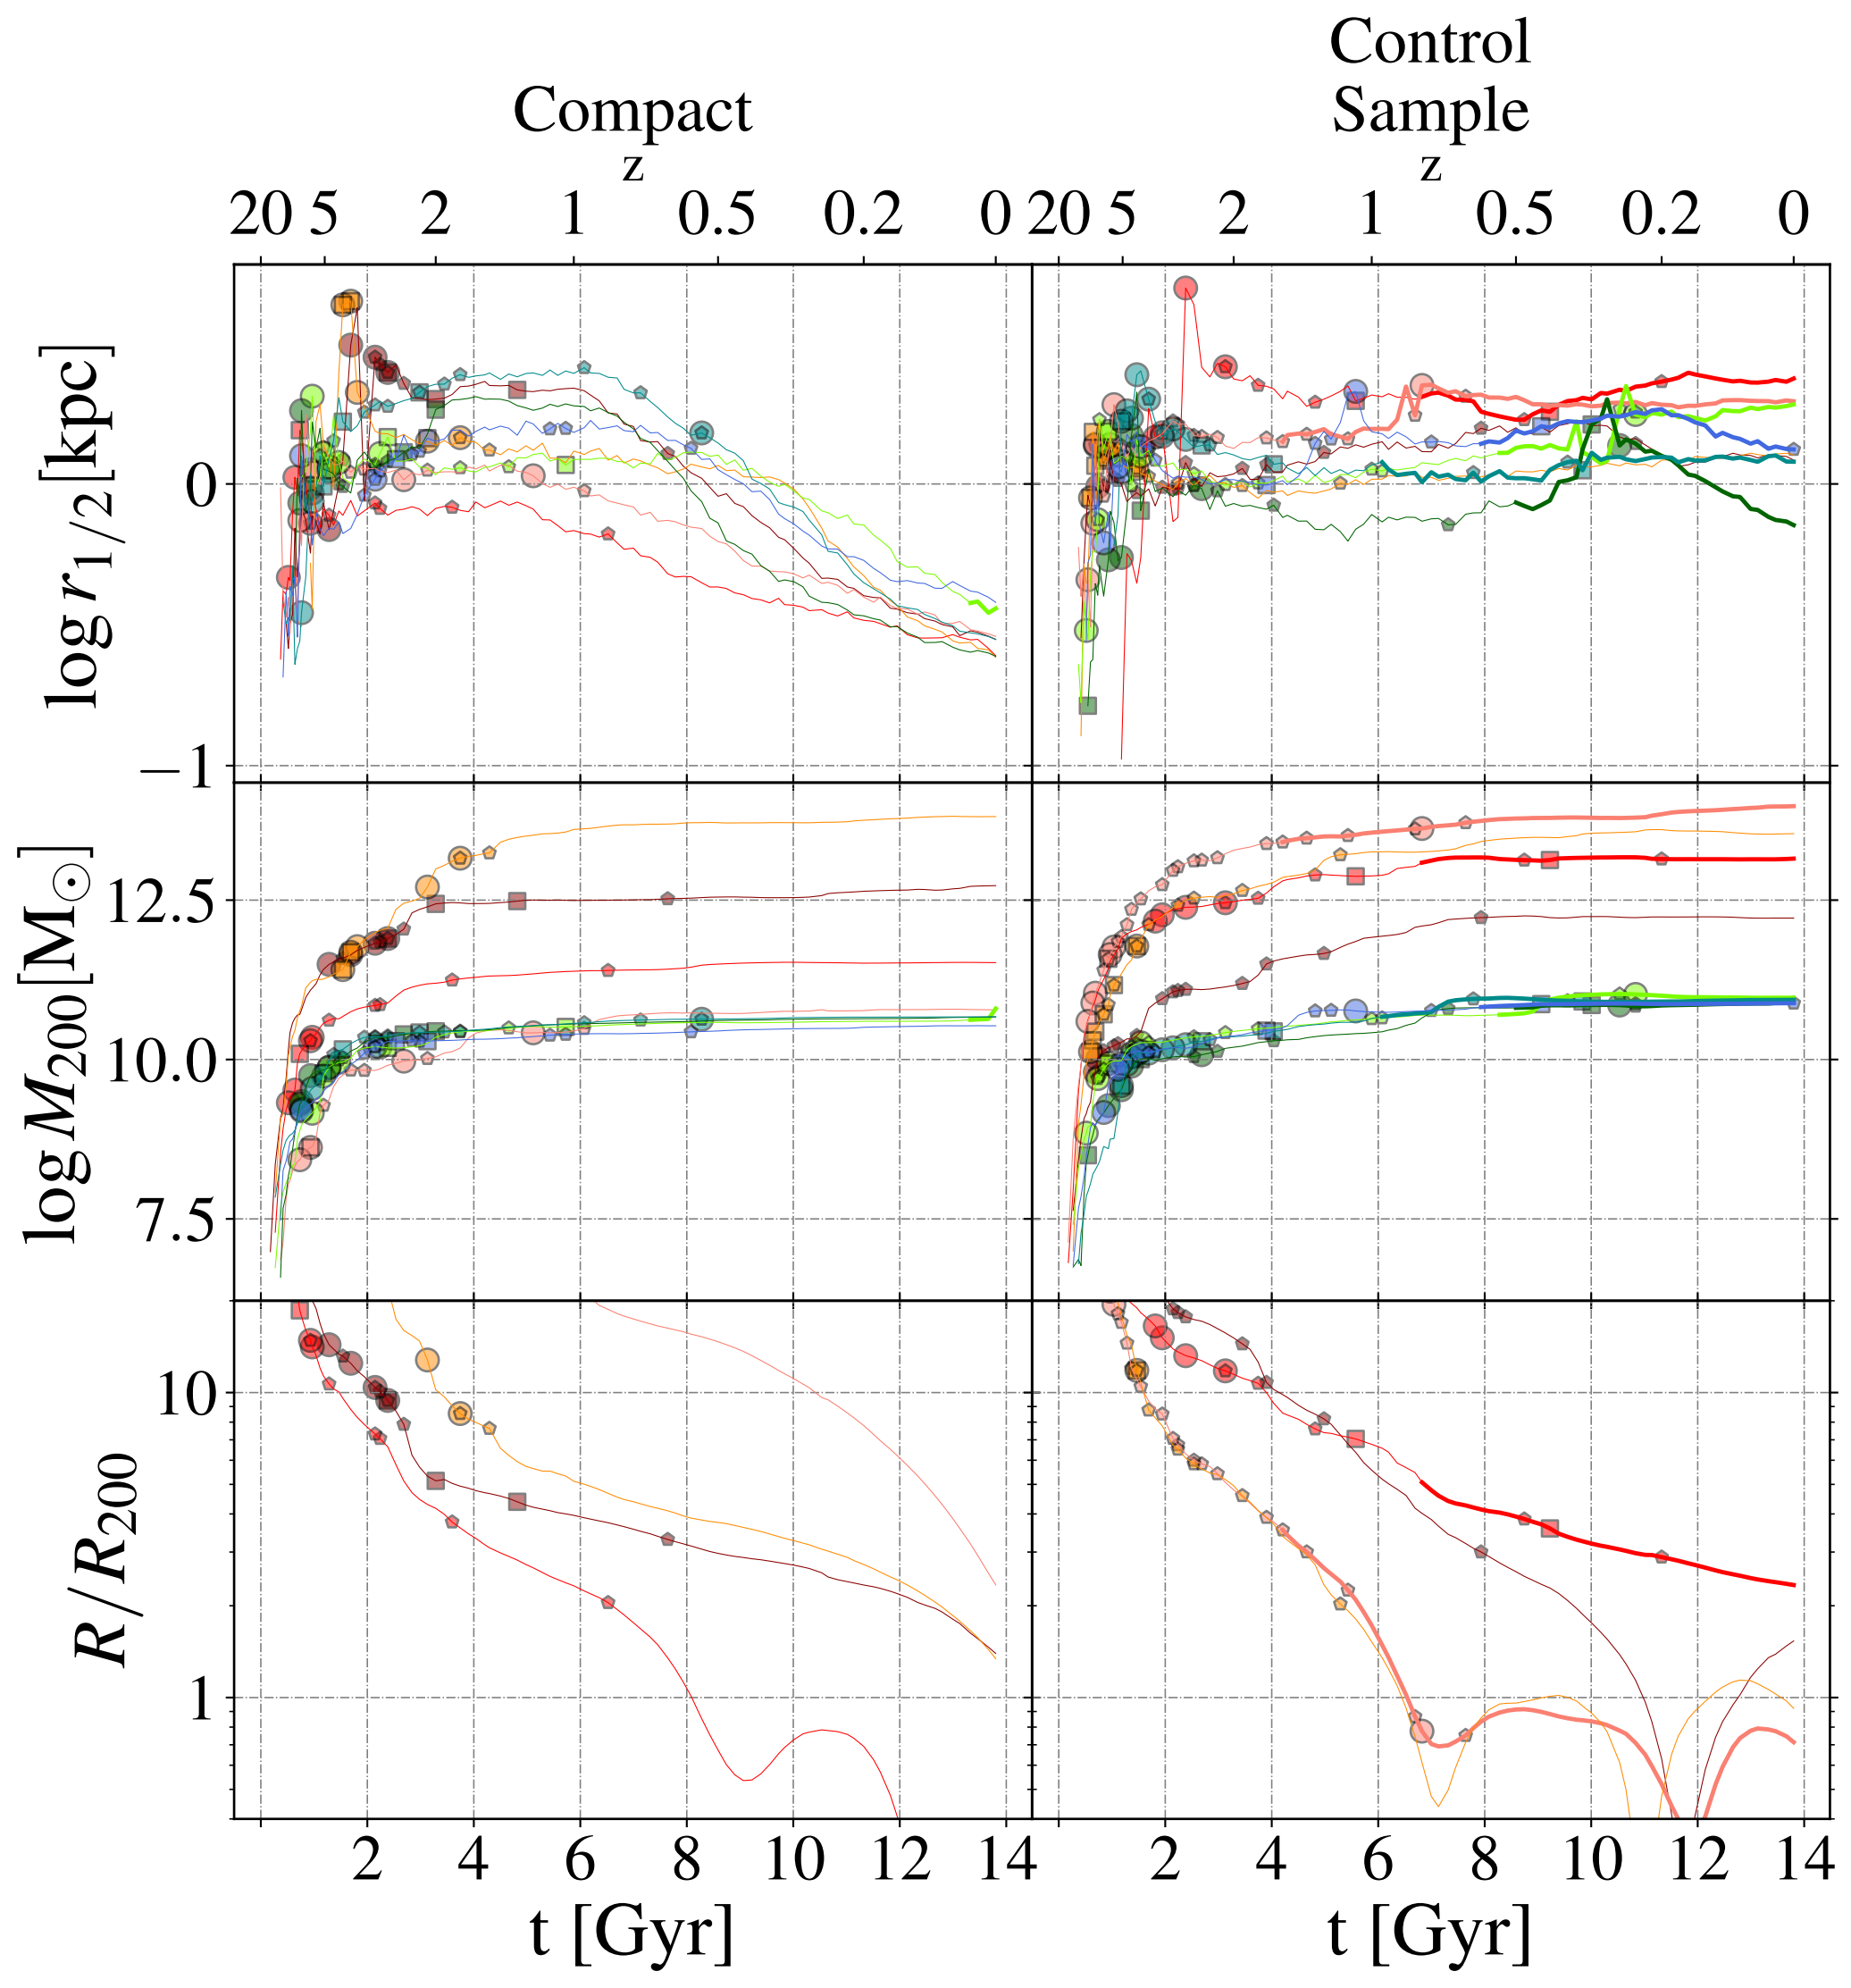 Control
Compact Sample
z z
20 5 2 1 0.5 0.2 0 20 5 2 1 0.5 0.2 0
log r1/2[kpc]
0
−1
log M200[M⊙]
12.5
10.0
7.5
R/R200
10
1
2 4 6 8 10 12 14 2 4 6 8 10 12 14
t [Gyr] t [Gyr]